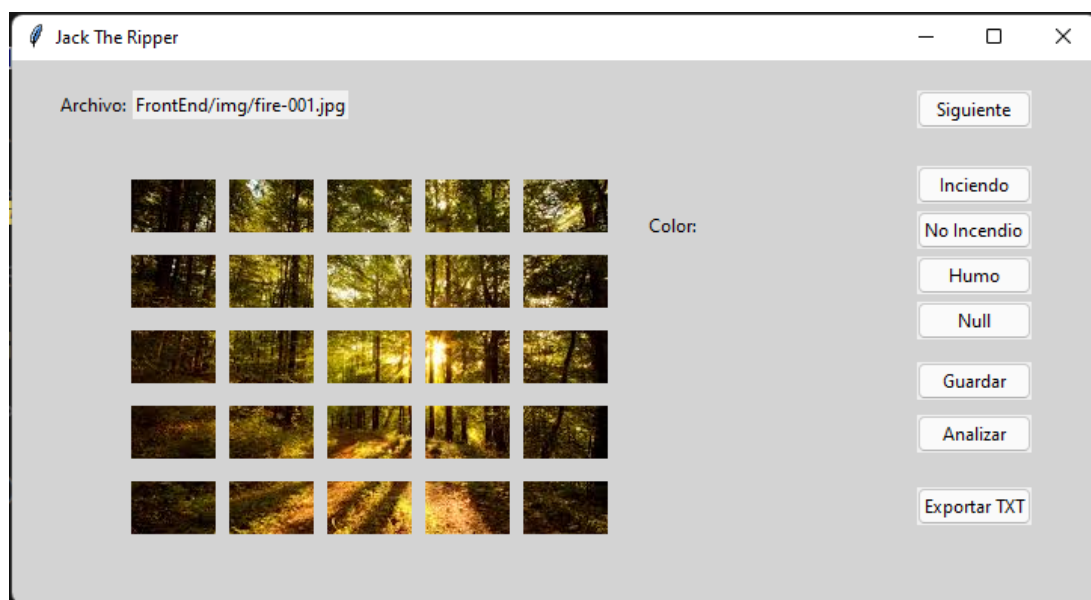 Jack The Ripper
Archivo: FrontEnd/img/fire-001.jpg
Siguiente
Inciendo
Color:
No Incendio
Humo
Null
Guardar
Analizar
Exportar TXT